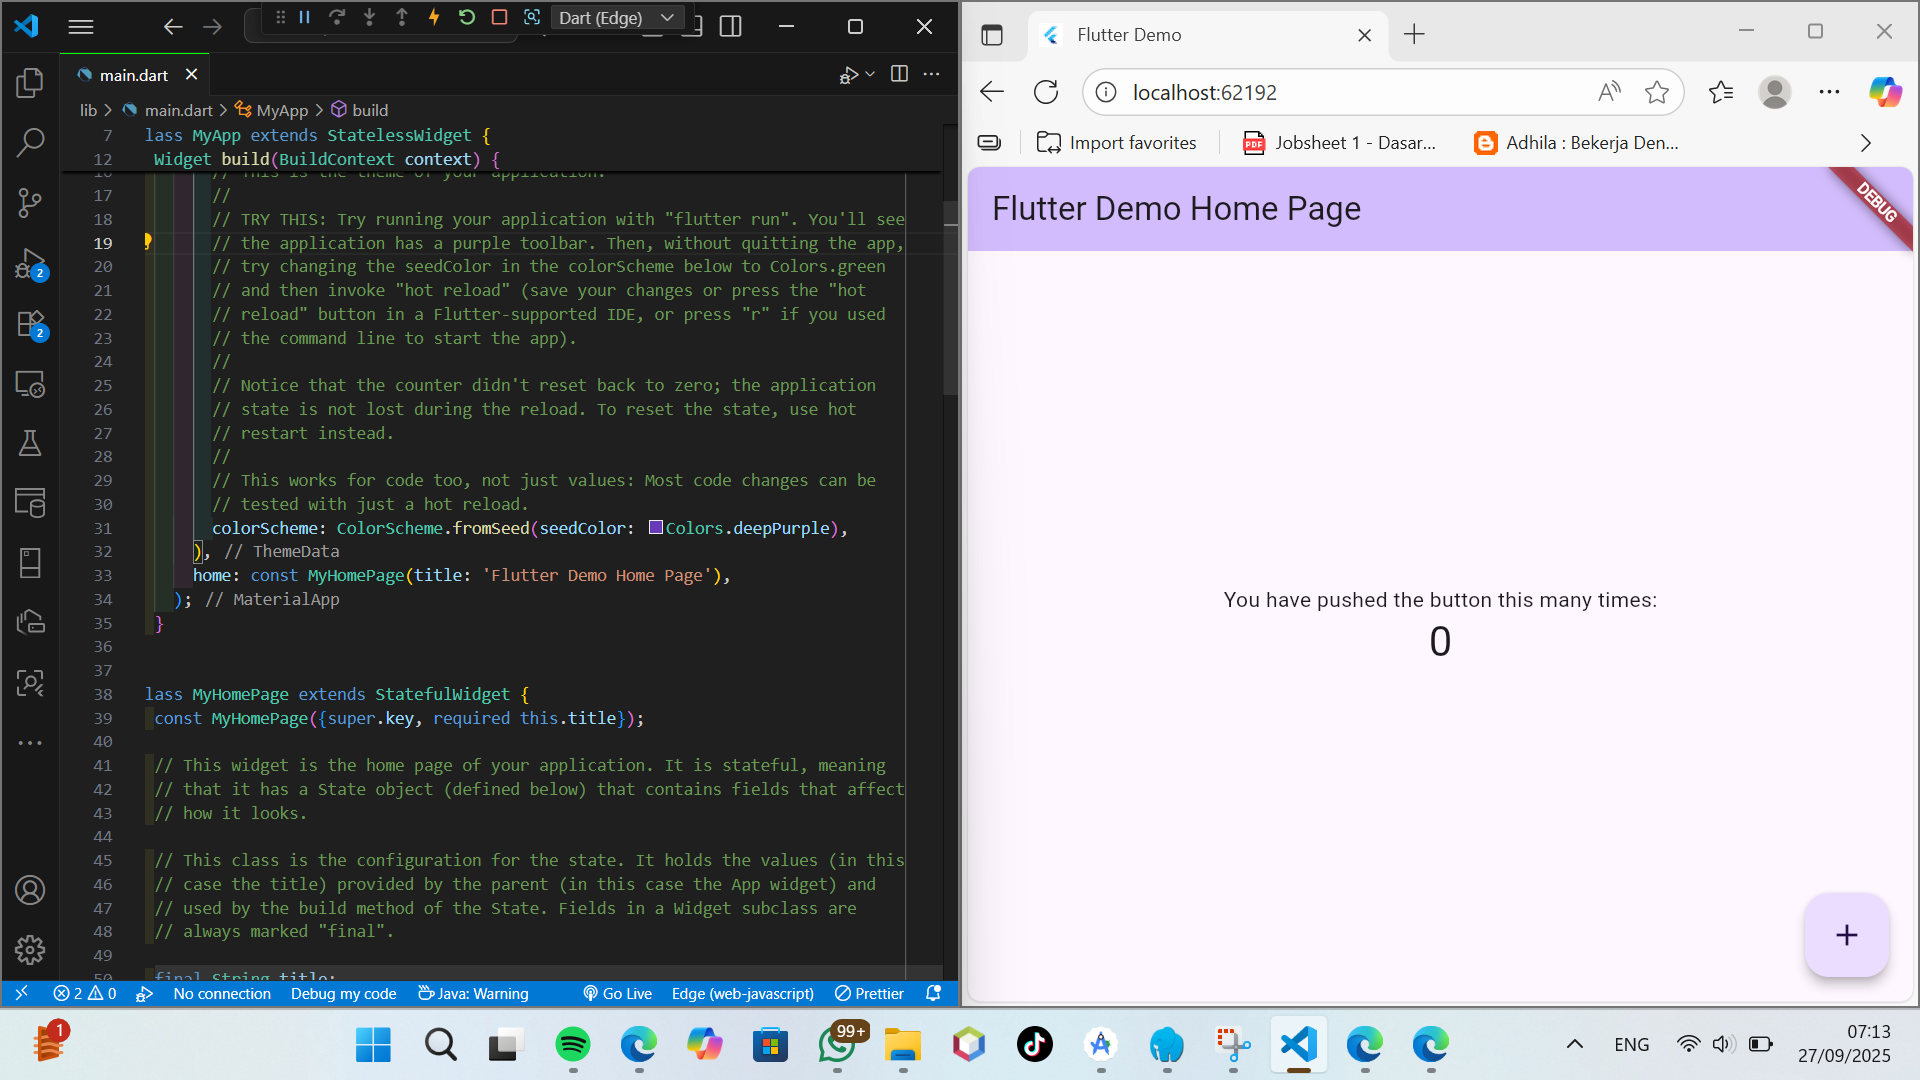 Dart (Edge)
main.dart
lib > main.dart > MyApp > build
7 lass MyApp extends StatelessWidget {
12 Widget build(BuildContext context) {
16 // This is the theme of your application.
17 //
18 // TRY THIS: Try running your application with "flutter run". You'll see
19 // the application has a purple toolbar. Then, without quitting the app,
20 // try changing the seedColor in the colorScheme below to Colors.green
21 // and then invoke "hot reload" (save your changes or press the "hot
22 // reload" button in a Flutter-supported IDE, or press "r" if you used
23 // the command line to start the app).
24 //
25 // Notice that the counter didn't reset back to zero; the application
26 // state is not lost during the reload. To reset the state, use hot
27 // restart instead.
28 //
29 // This works for code too, not just values: Most code changes can be
30 // tested with just a hot reload.
31 colorScheme: ColorScheme.fromSeed(seedColor: Colors.deepPurple),
32 ), // ThemeData
33 home: const MyHomePage(title: 'Flutter Demo Home Page'),
34 ); // MaterialApp
35 }
36
37
38 lass MyHomePage extends StatefulWidget {
39 const MyHomePage({super.key, required this.title});
40
41 // This widget is the home page of your application. It is stateful, meaning
42 // that it has a State object (defined below) that contains fields that affect
43 // how it looks.
44
45 // This class is the configuration for the state. It holds the values (in this
46 // case the title) provided by the parent (in this case the App widget) and
47 // used by the build method of the State. Fields in a Widget subclass are
48 // always marked "final".
49
50 final String title;
2
2
2 0 No connection Debug my code Java: Warning Go Live Edge (web-javascript) Prettier
Flutter Demo
localhost:62192
Import favorites PDF Jobsheet 1 - Dasar... Adhila : Bekerja Den...
Flutter Demo Home Page
DEBUG
You have pushed the button this many times:
0
+
1
99+
ENG
07:13
27/09/2025